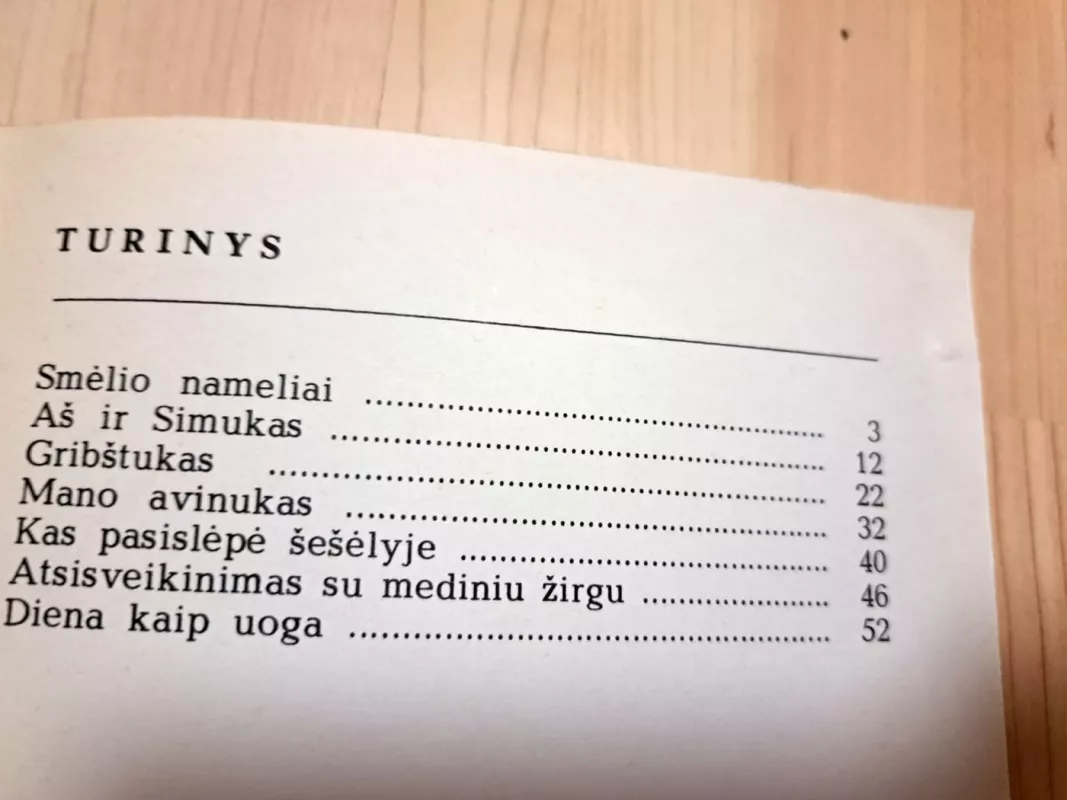 TURINYS
Smėlio nameliai ........................ 3
Aš ir Simukas ........................ 12
Gribštukas ........................ 22
Mano avinukas ........................ 32
Kas pasislėpė šešėlyje ........................ 40
Atsisveikinimas su mediniu žirgu ........................ 46
Diena kaip uoga ........................ 52